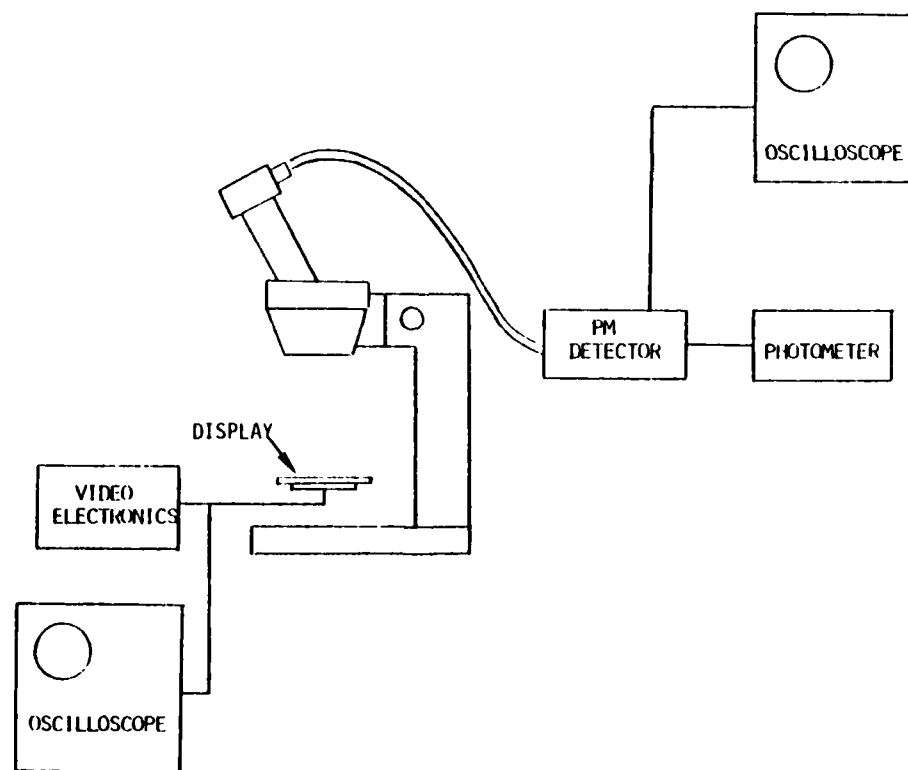 OSCILLOSCOPE
PM
DETECTOR
PHOTOMETER
DISPLAY
VIDEO
ELECTRONICS
OSCILLOSCOPE